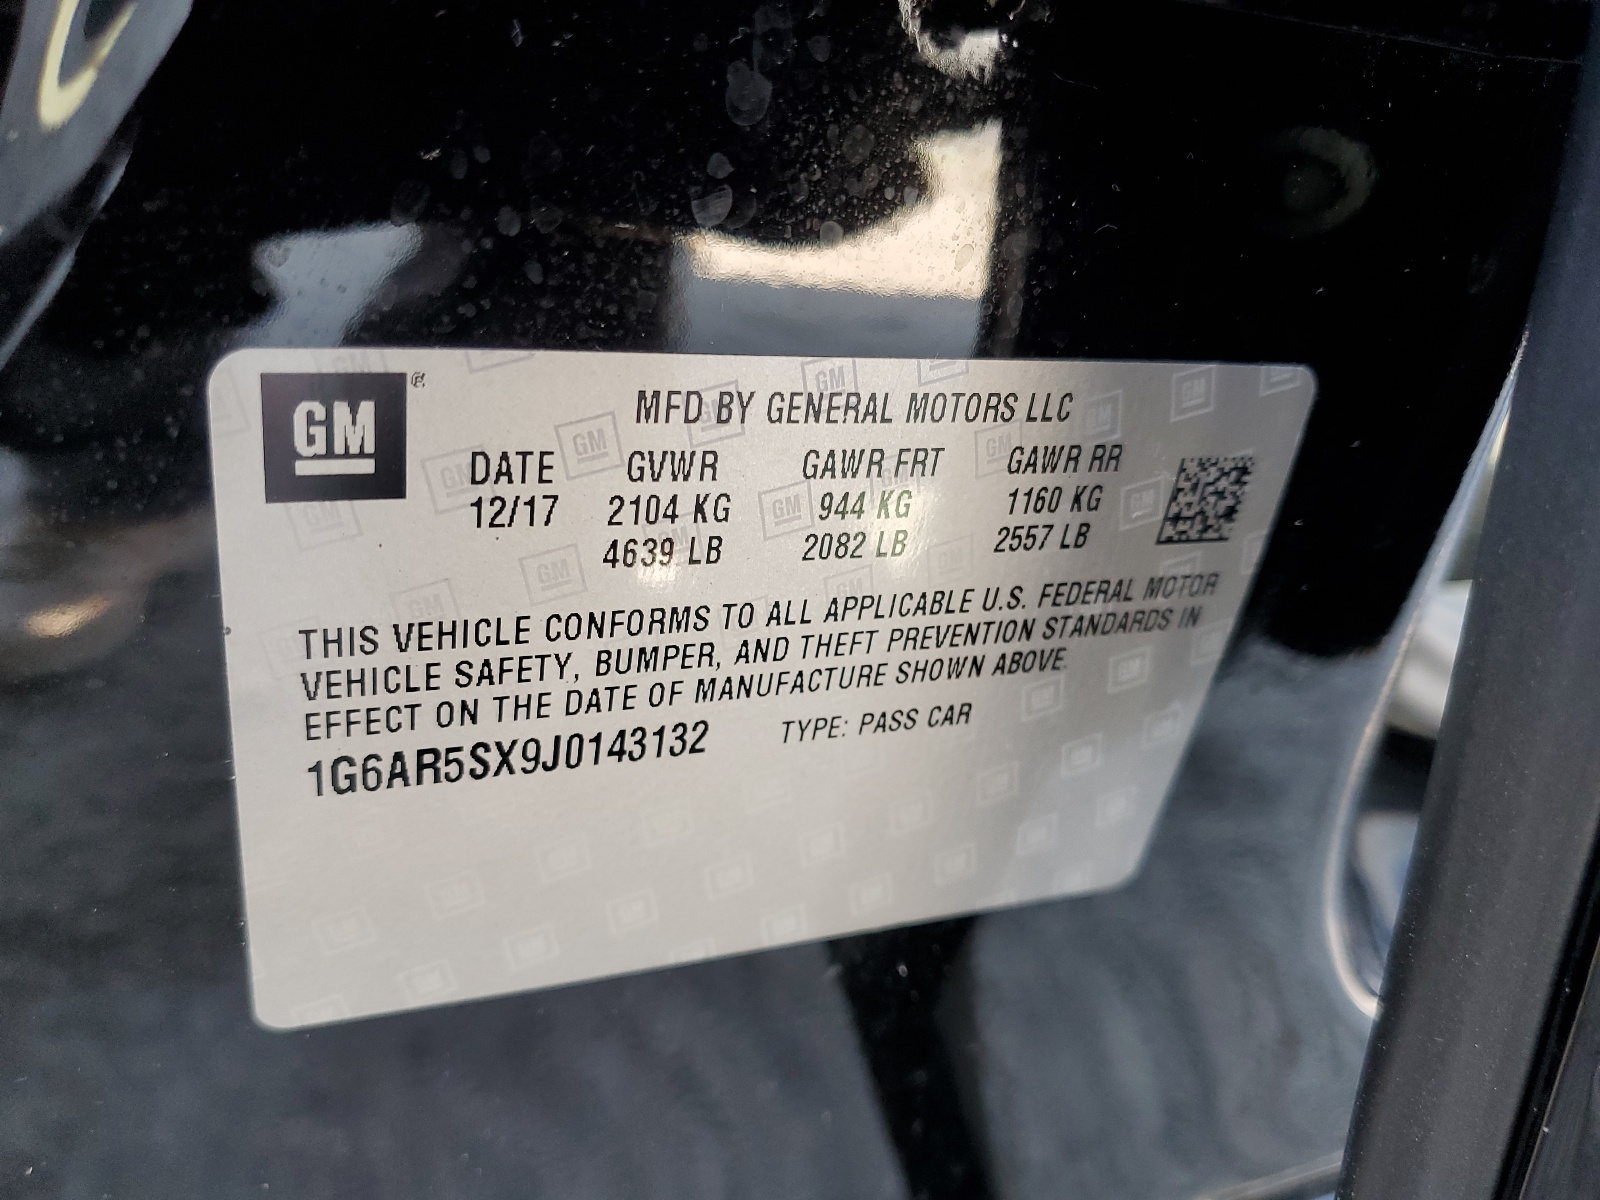 GM
MFD BY GENERAL MOTORS LLC
DATE GVWR GAWR FRT GAWR RR
12/17 2104 KG 944 KG 1160 KG
4639 LB 2082 LB 2557 LB
THIS VEHICLE CONFORMS TO ALL APPLICABLE U.S. FEDERAL MOTOR
VEHICLE SAFETY, BUMPER, AND THEFT PREVENTION STANDARDS IN
EFFECT ON THE DATE OF MANUFACTURE SHOWN ABOVE.
1G6AR5SX9J0143132 TYPE: PASS CAR